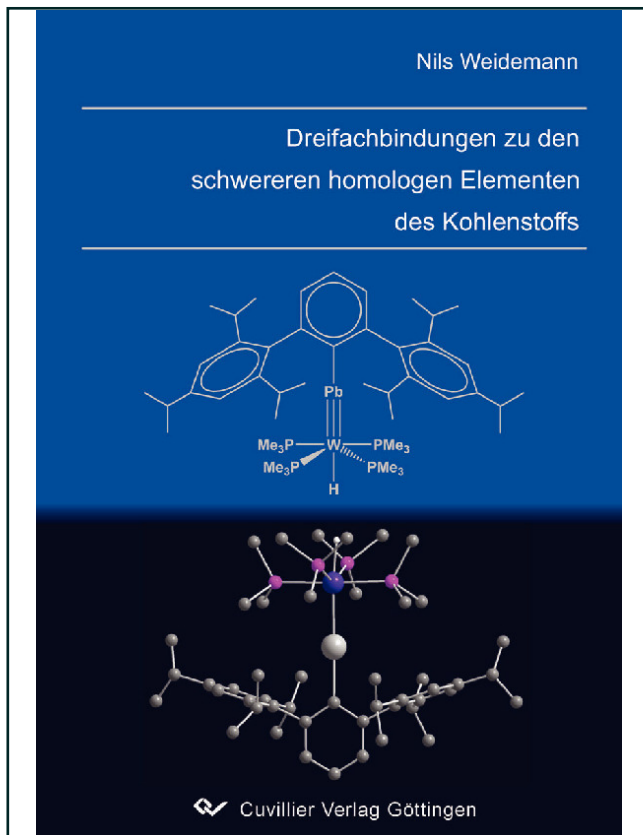 Nils Weidemann
Dreifachbindungen zu den
schwereren homologen Elementen
des Kohlenstoffs
Pb
Me₃P W PMe₃
Me₃P PMe₃
H
Cuvillier Verlag Göttingen